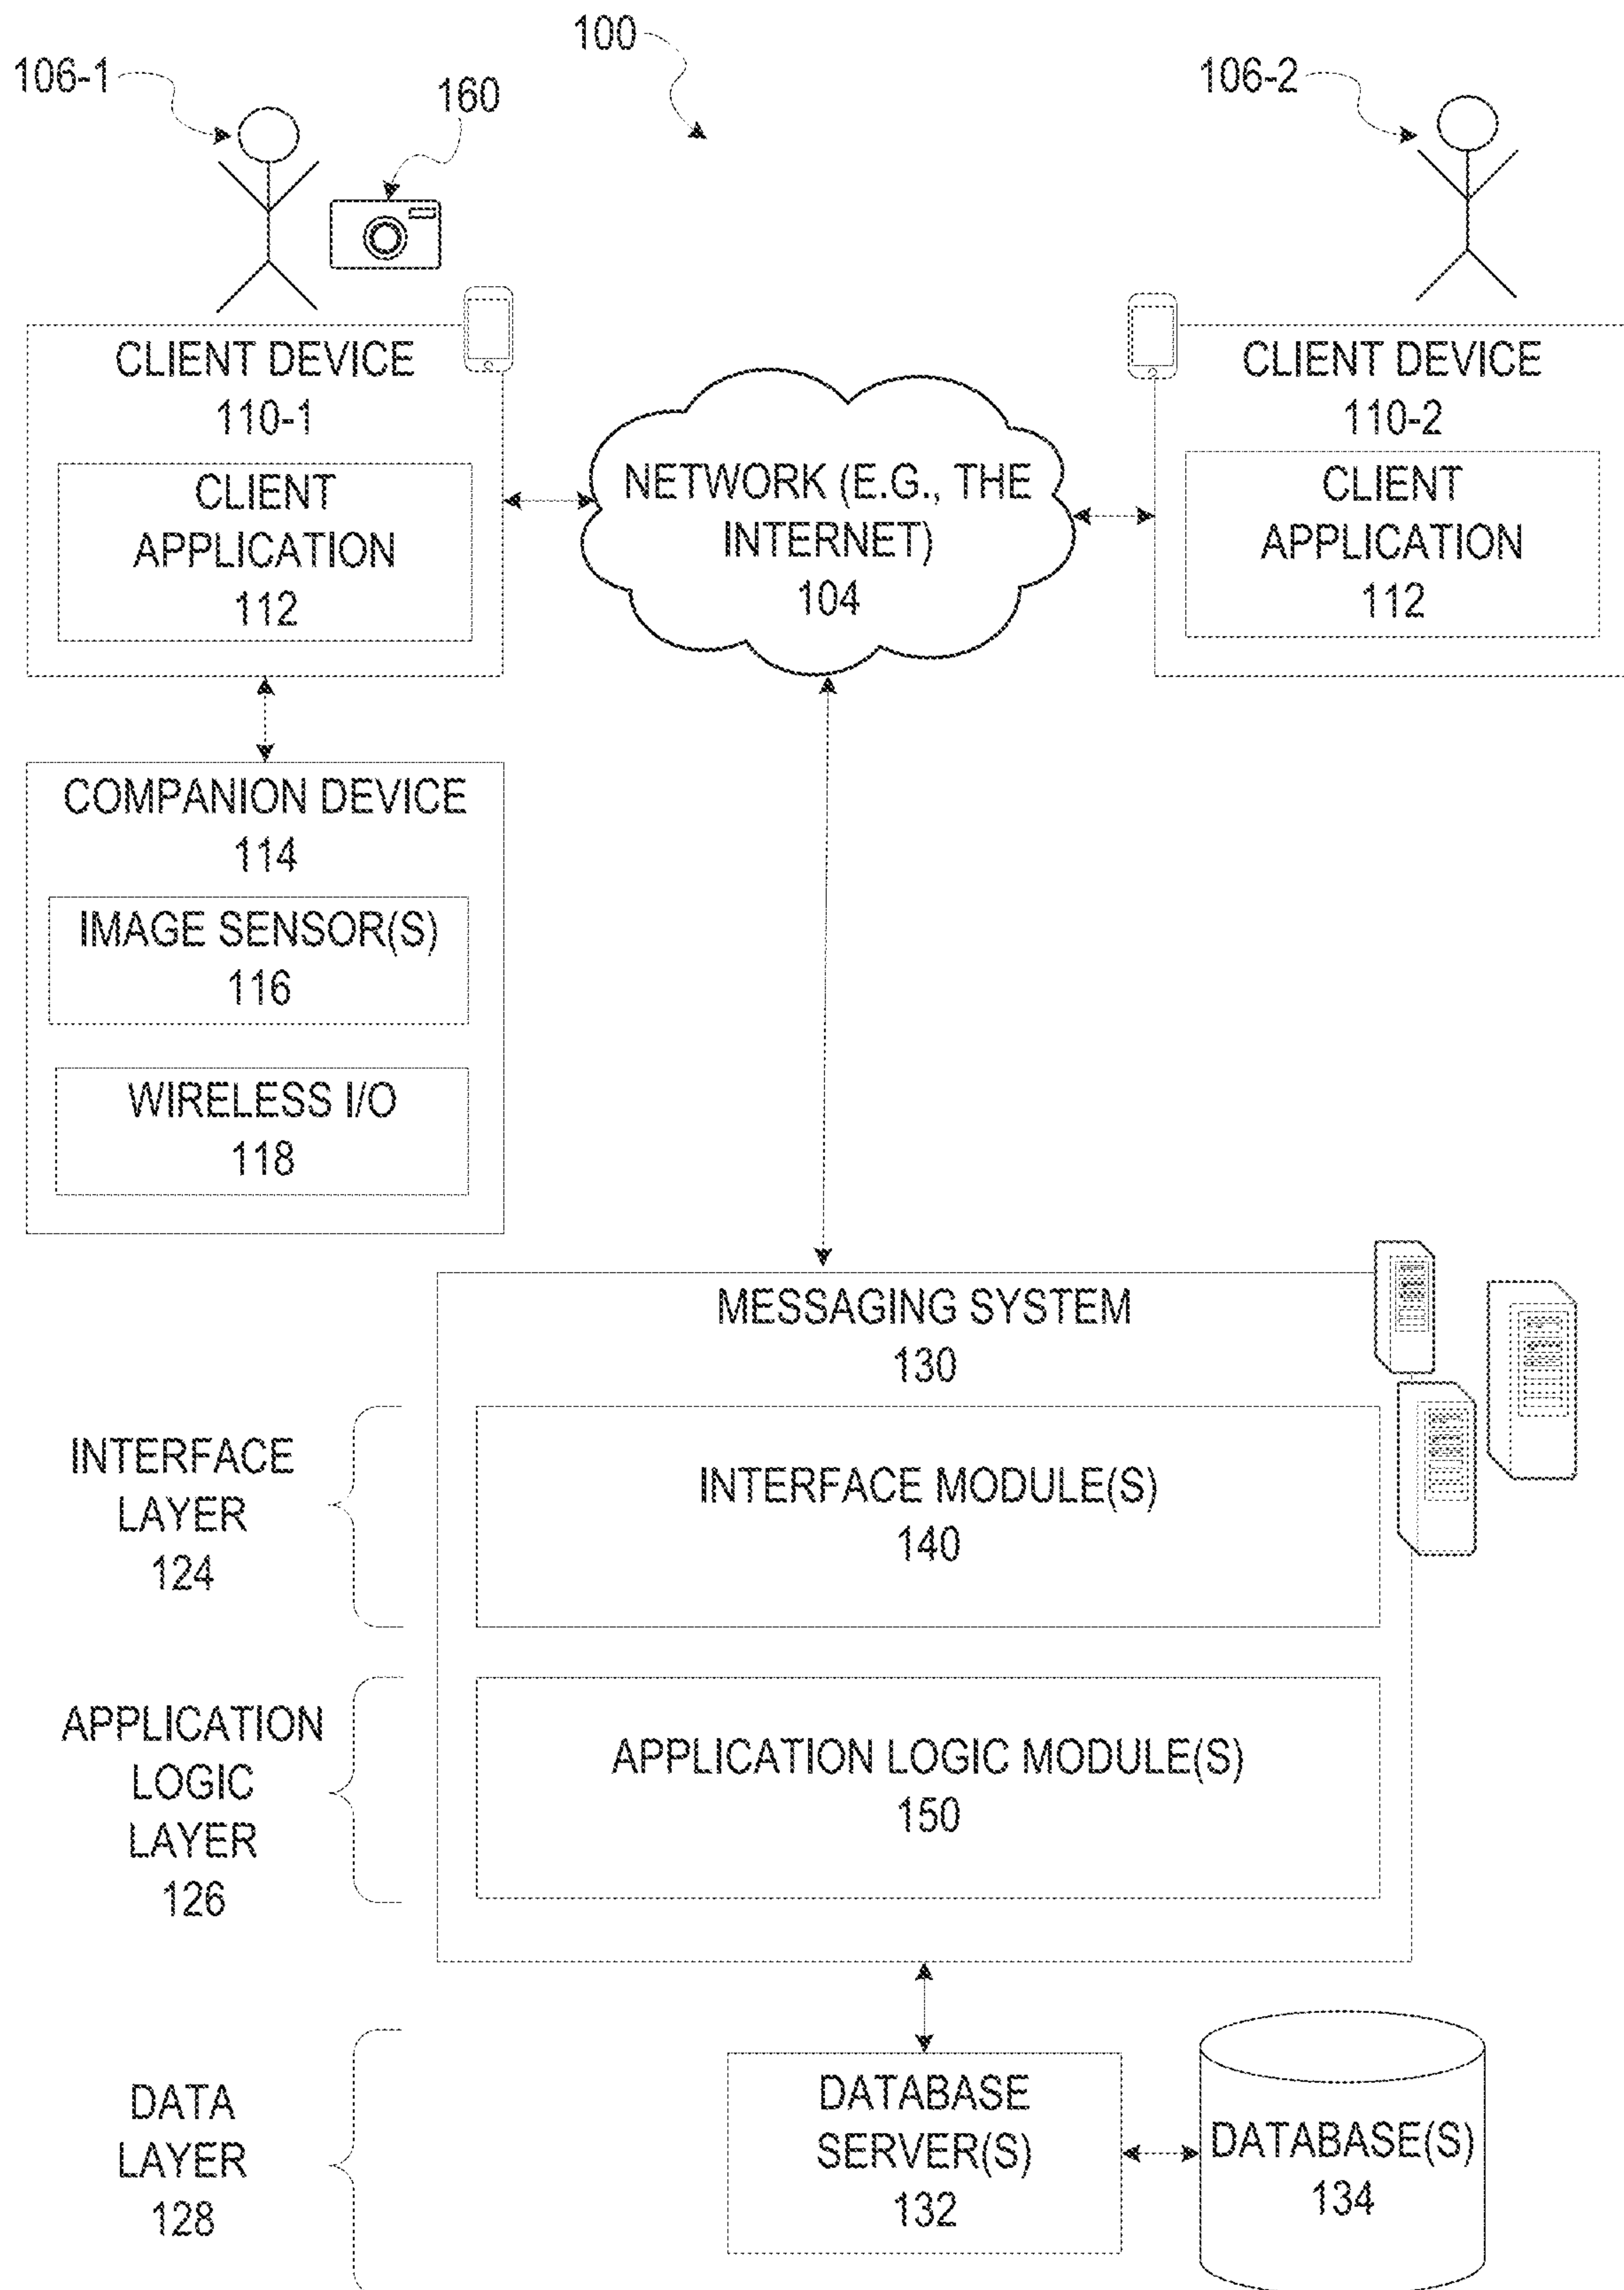 100
106-1
160
106-2
CLIENT DEVICE
110-1
CLIENT
APPLICATION
112
NETWORK (E.G., THE
INTERNET)
104
CLIENT DEVICE
110-2
CLIENT
APPLICATION
112
COMPANION DEVICE
114
IMAGE SENSOR(S)
116
WIRELESS I/O
118
MESSAGING SYSTEM
130
INTERFACE
LAYER
124
INTERFACE MODULE(S)
140
APPLICATION
LOGIC
LAYER
126
APPLICATION LOGIC MODULE(S)
150
DATA
LAYER
128
DATABASE
SERVER(S)
132
DATABASE(S)
134